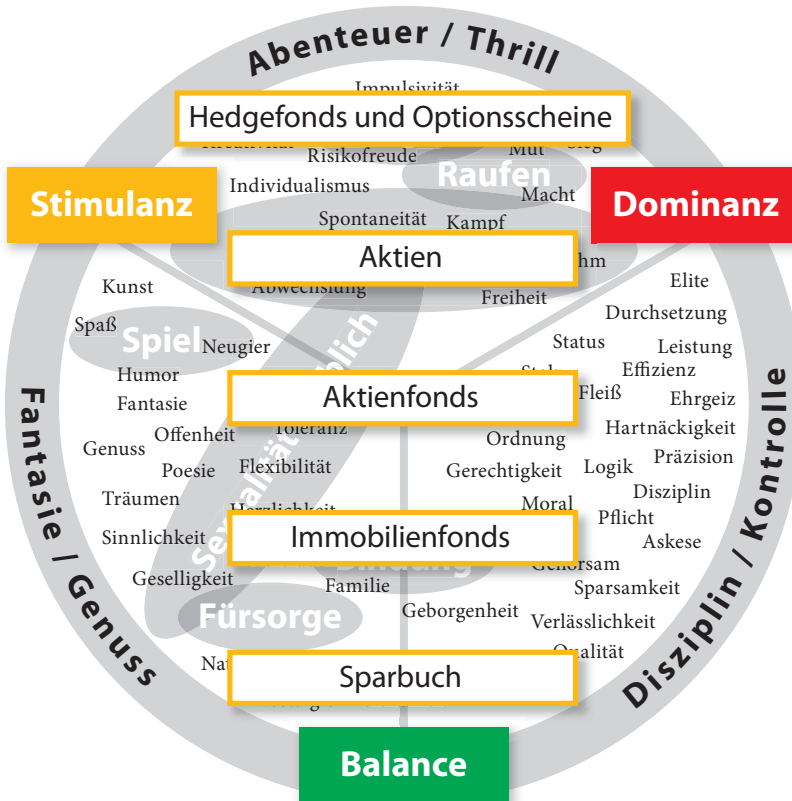 Abenteuer / Thrill
Impulsivität
Hedgefonds und Optionsscheine
Risikofreude
Mut
Raufen
Individualismus
Macht
Stimulanz
Dominanz
Spontaneität
Kampf
Aktien
Abwechslung
Freiheit
Kunst
Elite
Durchsetzung
Spaß
Spiel
Neugier
Status
Leistung
Humor
Effizienz
Aktienfonds
Fleiß
Ehrgeiz
Fantasie
Toleranz
Hartnäckigkeit
Offenheit
Ordnung
Genuss
Präzision
Poesie
Flexibilität
Gerechtigkeit
Logik
Träumen
Disziplin
Herzlichkeit
Moral
Pflicht
Sinnlichkeit
Immobilienfonds
Askese
Bindung
Gehorsam
Geselligkeit
Familie
Sparsamkeit
Fürsorge
Geborgenheit
Verlässlichkeit
Qualität
Sparbuch
Fantasie / Genuss
Disziplin / Kontrolle
Balance